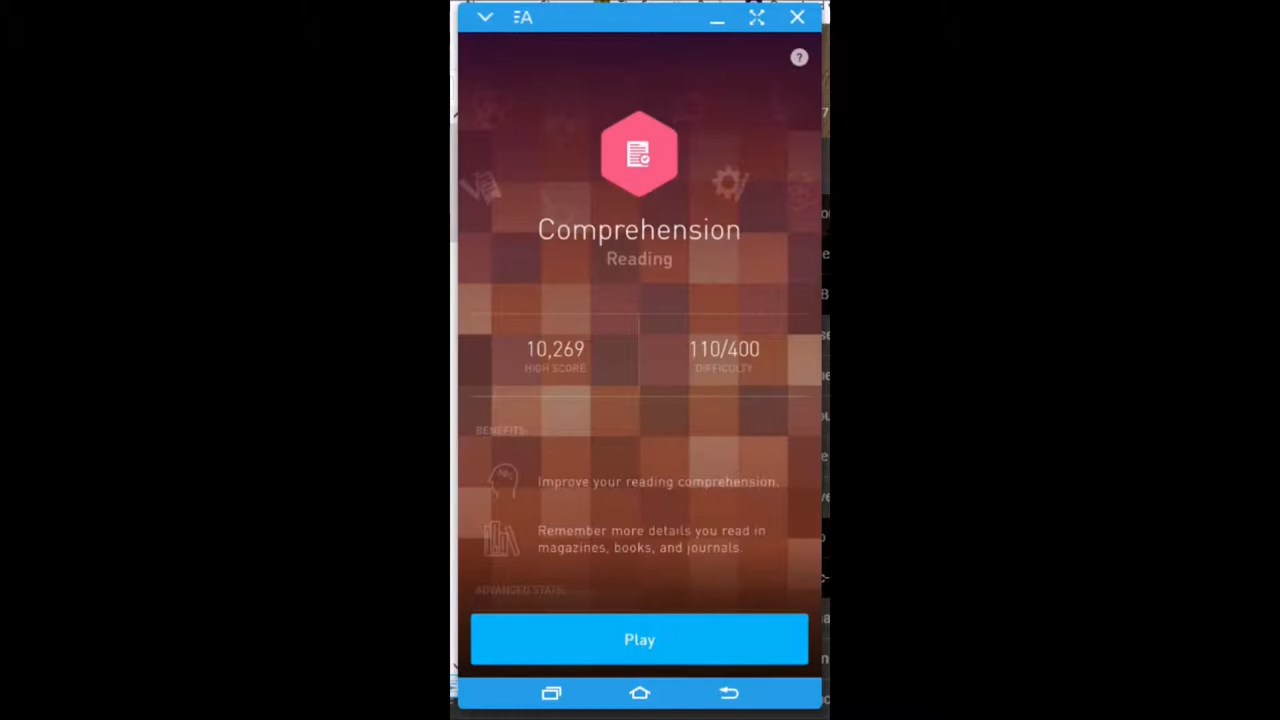 A
?
Comprehension
Reading
10,269
HIGH SCORE
110/400
DIFFICULTY
BENEFITS:
ABC
Improve your reading comprehension.
Remember more details you read in
magazines, books, and journals.
ADVANCED STATS:
Play